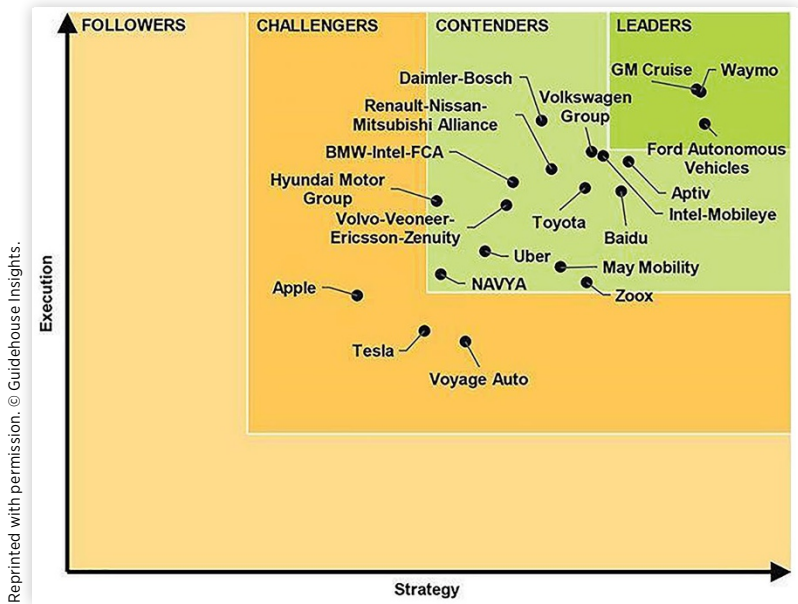 FOLLOWERS
CHALLENGERS
CONTENDERS
LEADERS
GM Cruise
Waymo
Daimler-Bosch
Volkswagen
Group
Renault-Nissan-
Mitsubishi Alliance
Ford Autonomous
Vehicles
BMW-Intel-FCA
Hyundai Motor
Group
Aptiv
Intel-Mobileye
Volvo-Veoneer-
Ericsson-Zenuity
Toyota
Baidu
Uber
May Mobility
NAVYA
Zoox
Apple
Tesla
Voyage Auto
Execution
Strategy
Reprinted with permission. © Guidehouse Insights.